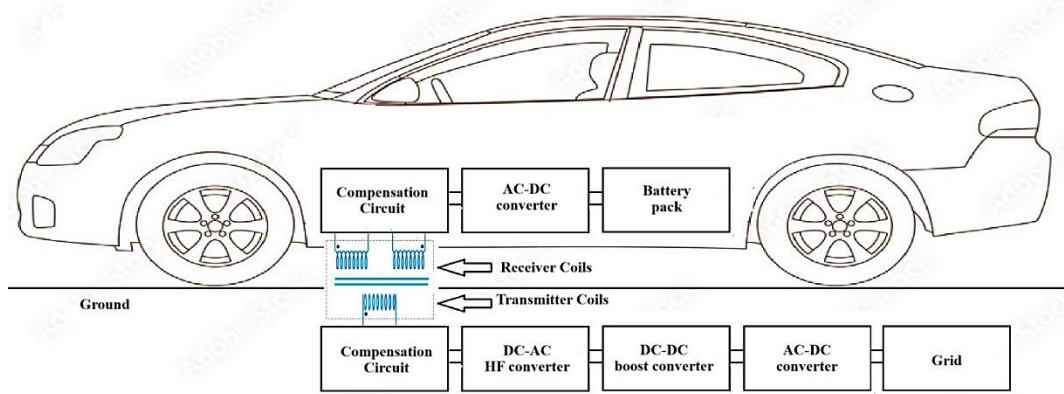 Compensation
Circuit
AC-DC
converter
Battery
pack
Receiver Coils
Ground
Transmitter Coils
Compensation
Circuit
DC-AC
HF converter
DC-DC
boost converter
AC-DC
converter
Grid